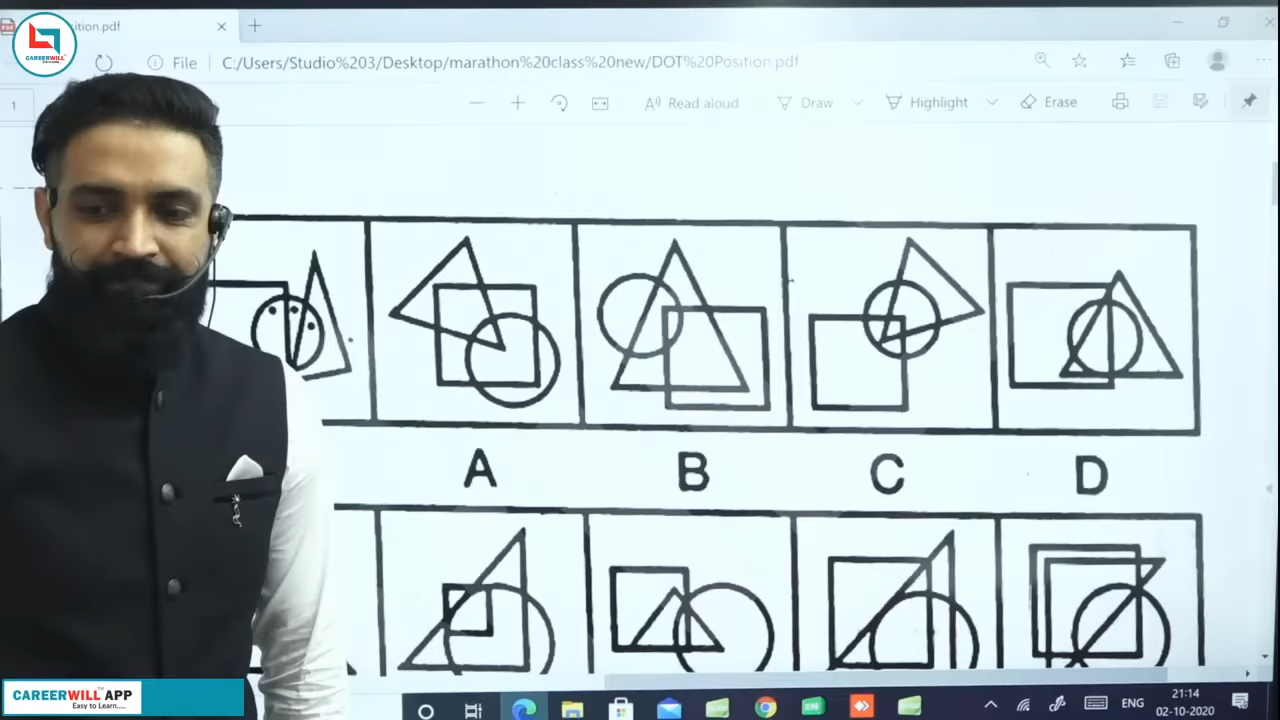 CAREERWILL
sition.pdf
File
C:/Users/Studio%203/Desktop/marathon%20class%20new/DOT%20Position.pdf
1
Read aloud
Draw
Highlight
Erase
A
B
C
D
CAREERWILL APP
Easy to Learn.....
ENG
21:14
02-10-2020